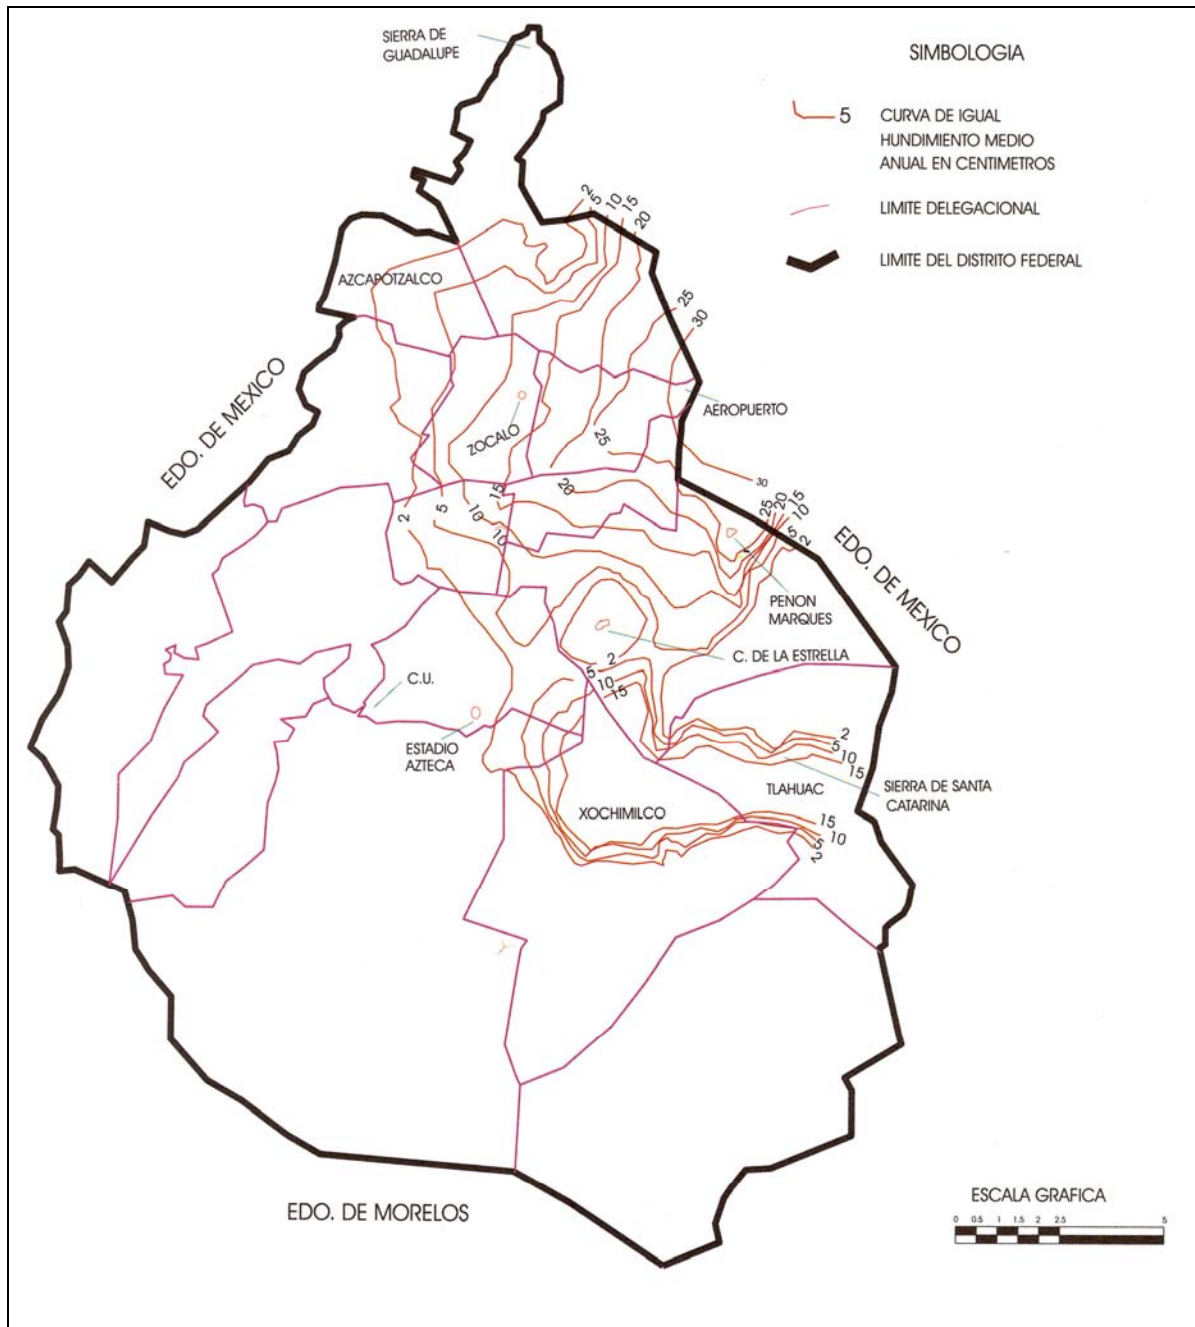 SIERRA DE
GUADALUPE
SIMBOLOGIA
5
CURVA DE IGUAL
HUNDIMIENTO MEDIO
ANUAL EN CENTIMETROS
LIMITE DELEGACIONAL
LIMITE DEL DISTRITO FEDERAL
2
5
10
15
20
AZCAPOTZALCO
25
30
EDO. DE MEXICO
AEROPUERTO
ZOCALO
25
30
20
15
2
5
10
10
25
20
15
10
5
2
EDO. DE MEXICO
PEÑON
MARQUES
C. DE LA ESTRELLA
5
2
10
15
C.U.
ESTADIO
AZTECA
2
5
10
15
TLAHUAC
SIERRA DE SANTA
CATARINA
XOCHIMILCO
15
10
5
2
EDO. DE MORELOS
ESCALA GRAFICA
0 0.5 1 1.5 2 2.5 5